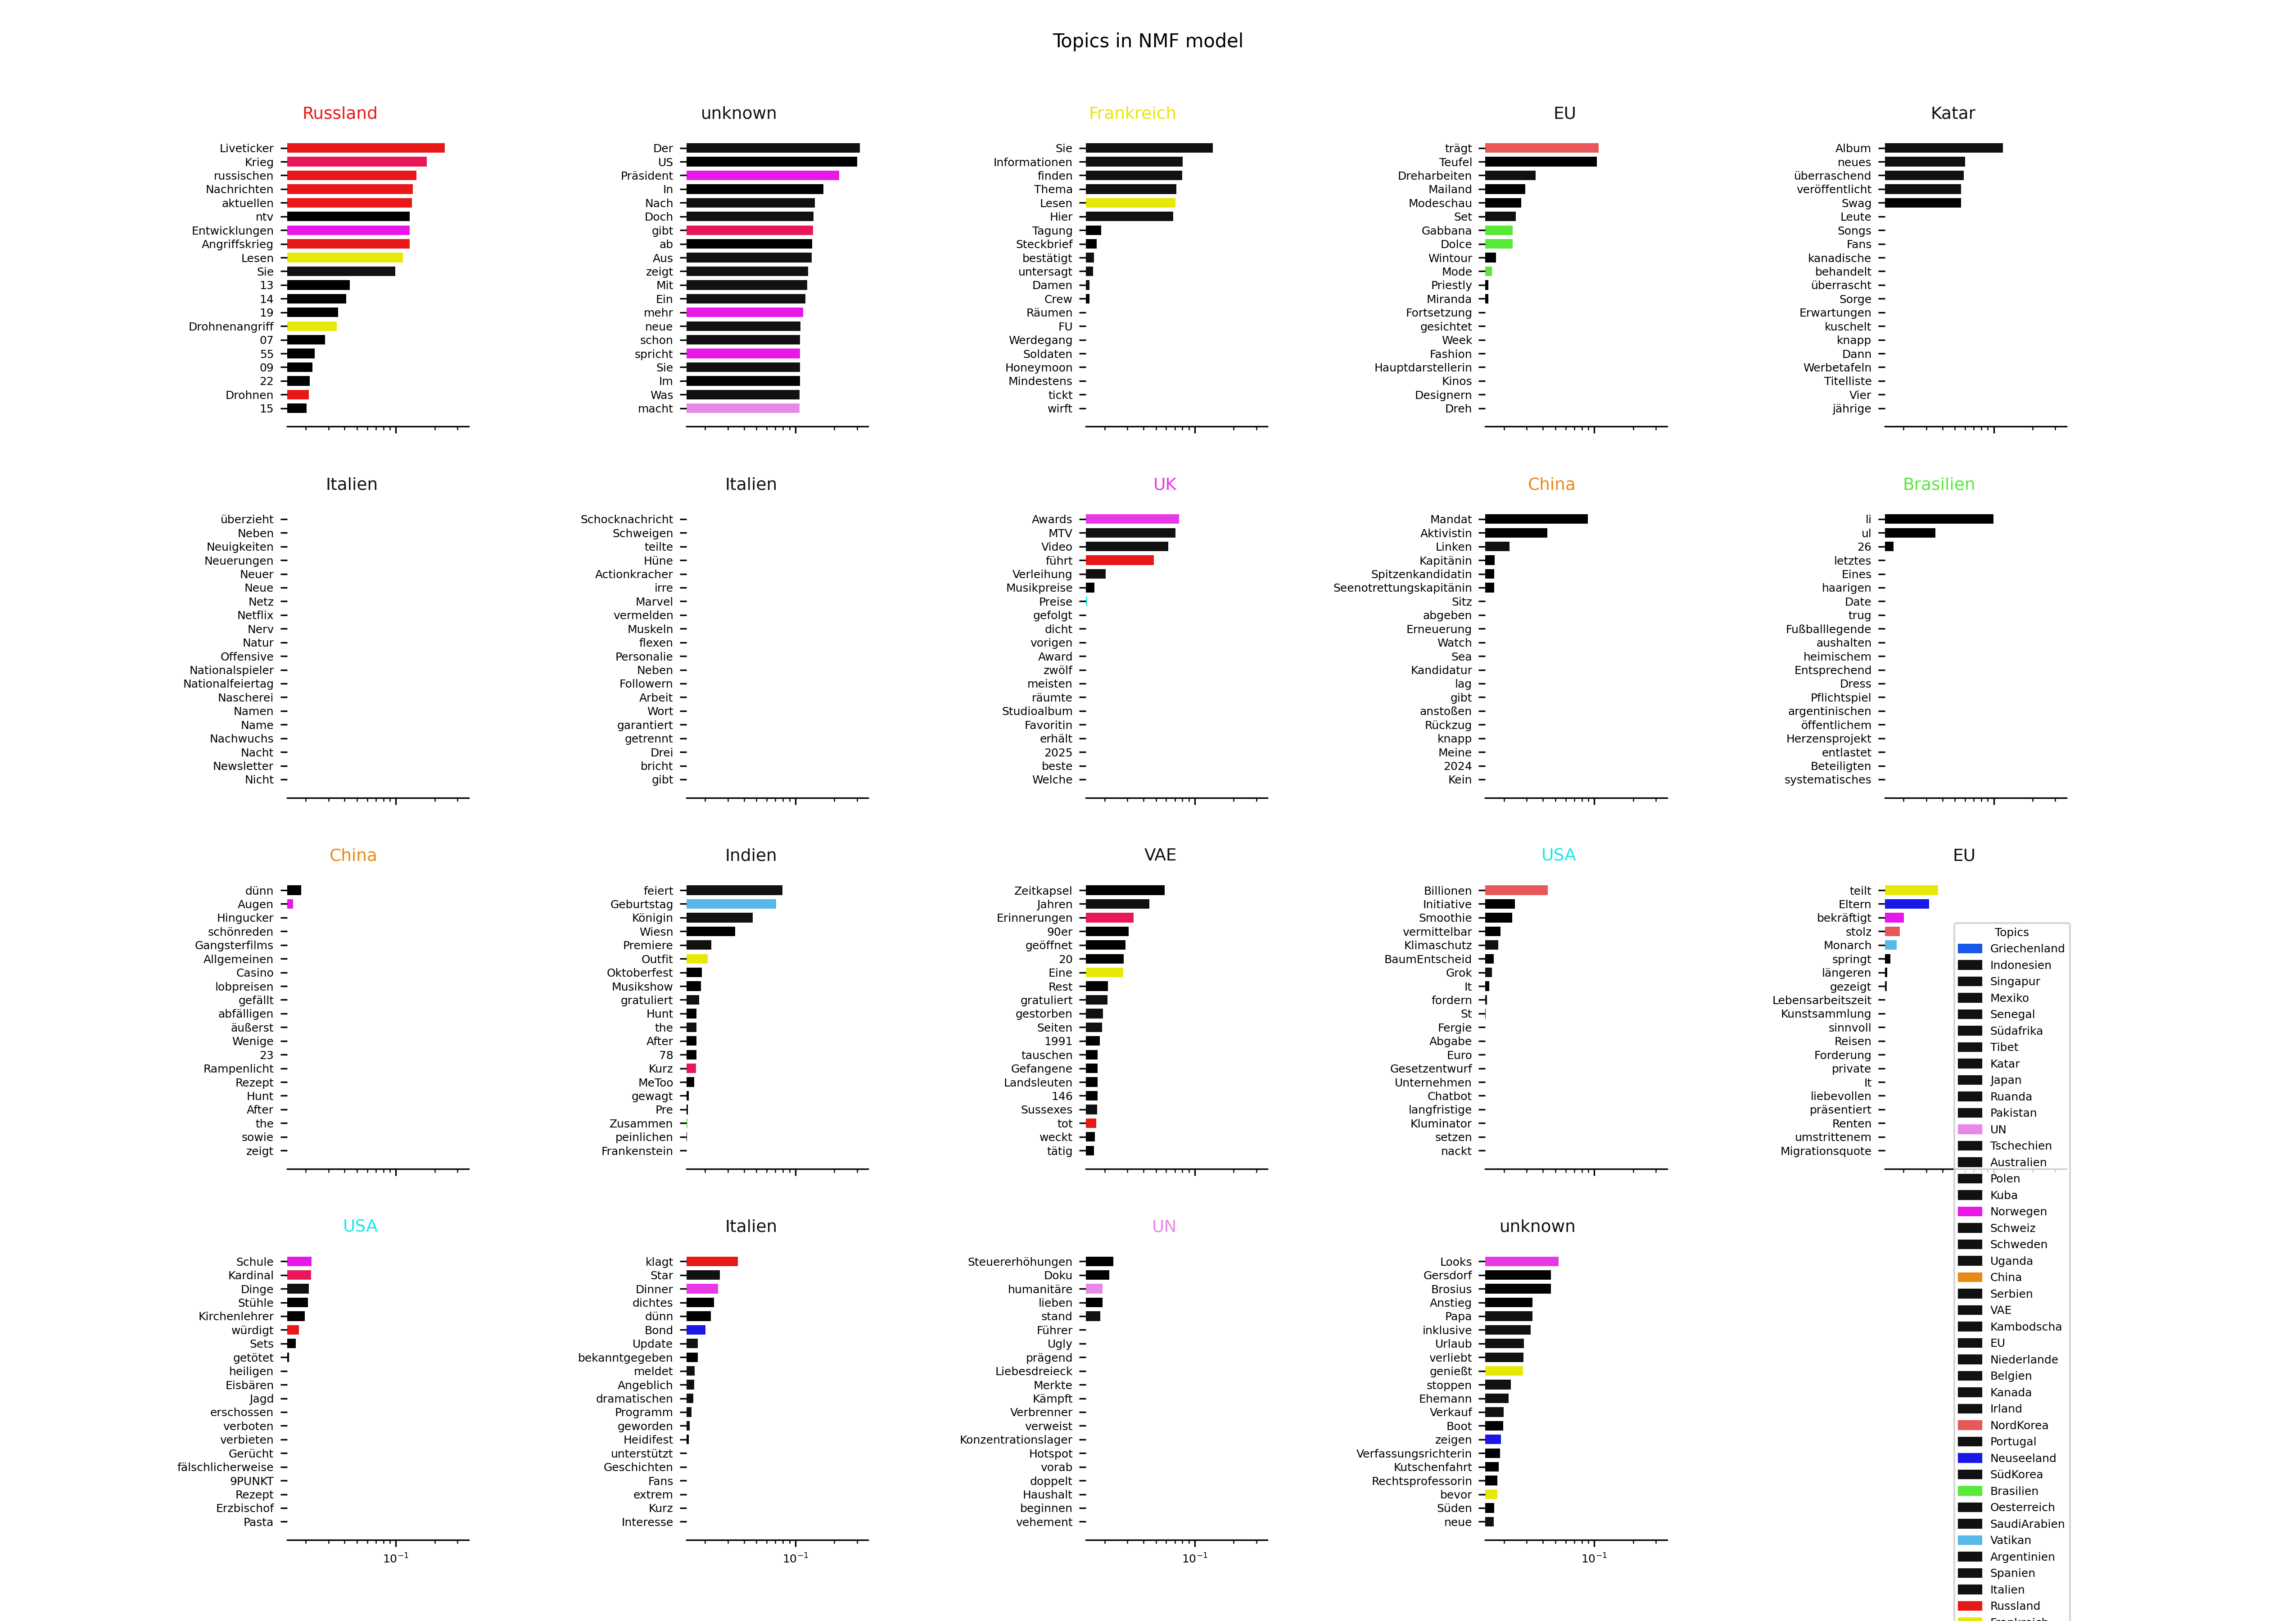 Topics in NMF model
Russland
Liveticker
Krieg
russischen
Nachrichten
aktuellen
ntv
Entwicklungen
Angriffskrieg
Lesen
Sie
13
14
19
Drohnenangriff
07
55
09
22
Drohnen
15
unknown
Der
US
Präsident
In
Nach
Doch
gibt
ab
Aus
zeigt
Mit
Ein
mehr
neue
schon
spricht
Sie
Im
Was
macht
Frankreich
Sie
Informationen
finden
Thema
Lesen
Hier
Tagung
Steckbrief
bestätigt
untersagt
Damen
Crew
Räumen
FU
Werdegang
Soldaten
Honeymoon
Mindestens
tickt
wirft
EU
trägt
Teufel
Dreharbeiten
Mailand
Modeschau
Set
Gabbana
Dolce
Wintour
Mode
Priestly
Miranda
Fortsetzung
gesichtet
Week
Fashion
Hauptdarstellerin
Kinos
Designern
Dreh
Katar
Album
neues
überraschend
veröffentlicht
Swag
Leute
Songs
Fans
kanadische
behandelt
überrascht
Sorge
Erwartungen
kuschelt
knapp
Dann
Werbetafeln
Titelliste
Vier
jährige
Italien
überzieht
Neben
Neuigkeiten
Neuerungen
Neuer
Neue
Netz
Netflix
Nerv
Natur
Offensive
Nationalspieler
Nationalfeiertag
Nascherei
Namen
Name
Nachwuchs
Nacht
Newsletter
Nicht
Italien
Schocknachricht
Schweigen
teilte
Hüne
Actionkracher
irre
Marvel
vermelden
Muskeln
flexen
Personalie
Neben
Followern
Arbeit
Wort
garantiert
getrennt
Drei
bricht
gibt
UK
Awards
MTV
Video
führt
Verleihung
Musikpreise
Preise
gefolgt
dicht
vorigen
Award
zwölf
meisten
räumte
Studioalbum
Favoritin
erhält
2025
beste
Welche
China
Mandat
Aktivistin
Linken
Kapitänin
Spitzenkandidatin
Seenotrettungskapitänin
Sitz
abgeben
Erneuerung
Watch
Sea
Kandidatur
lag
gibt
anstoßen
Rückzug
knapp
Meine
2024
Kein
Brasilien
li
ul
26
letztes
Eines
haarigen
Date
trug
Fußballlegende
aushalten
heimischem
Entsprechend
Dress
Pflichtspiel
argentinischen
öffentlichem
Herzensprojekt
entlastet
Beteiligten
systematisches
China
dünn
Augen
Hingucker
schönreden
Gangsterfilms
Allgemeinen
Casino
lobpreisen
gefällt
abfälligen
äußerst
Wenige
23
Rampenlicht
Rezept
Hunt
After
the
sowie
zeigt
Indien
feiert
Geburtstag
Königin
Wiesn
Premiere
Outfit
Oktoberfest
Musikshow
gratuliert
Hunt
the
After
78
Kurz
MeToo
gewagt
Pre
Zusammen
peinlichen
Frankenstein
VAE
Zeitkapsel
Jahren
Erinnerungen
90er
geöffnet
20
Eine
Rest
gratuliert
gestorben
Seiten
1991
tauschen
Gefangene
Landsleuten
146
Sussexes
tot
weckt
tätig
USA
Billionen
Initiative
Smoothie
vermittelbar
Klimaschutz
BaumEntscheid
Grok
It
fordern
St
Fergie
Abgabe
Euro
Gesetzentwurf
Unternehmen
Chatbot
langfristige
Kluminator
setzen
nackt
EU
teilt
Eltern
bekräftigt
stolz
Monarch
springt
längeren
gezeigt
Lebensarbeitszeit
Kunstsammlung
sinnvoll
Reisen
Forderung
private
It
liebevollen
präsentiert
Renten
umstrittenem
Migrationsquote
USA
Schule
Kardinal
Dinge
Stühle
Kirchenlehrer
würdigt
Sets
getötet
heiligen
Eisbären
Jagd
erschossen
verboten
verbieten
Gerücht
fälschlicherweise
9PUNKT
Rezept
Erzbischof
Pasta
10⁻¹
Italien
klagt
Star
Dinner
dichtes
dünn
Bond
Update
bekanntgegeben
meldet
Angeblich
dramatischen
Programm
geworden
Heidifest
unterstützt
Geschichten
Fans
extrem
Kurz
Interesse
10⁻¹
UN
Steuererhöhungen
Doku
humanitäre
lieben
stand
Führer
Ugly
prägend
Liebesdreieck
Merkte
Kämpft
Verbrenner
verweist
Konzentrationslager
Hotspot
vorab
doppelt
Haushalt
beginnen
vehement
10⁻¹
unknown
Looks
Gersdorf
Brosius
Anstieg
Papa
inklusive
Urlaub
verliebt
genießt
stoppen
Ehemann
Verkauf
Boot
zeigen
Verfassungsrichterin
Kutschenfahrt
Rechtsprofessorin
bevor
Süden
neue
10⁻¹
Topics
Griechenland
Indonesien
Singapur
Mexiko
Senegal
Südafrika
Tibet
Katar
Japan
Ruanda
Pakistan
UN
Tschechien
Australien
Polen
Kuba
Norwegen
Schweiz
Schweden
Uganda
China
Serbien
VAE
Kambodscha
EU
Niederlande
Belgien
Kanada
Irland
NordKorea
Portugal
Neuseeland
SüdKorea
Brasilien
Oesterreich
SaudiArabien
Vatikan
Argentinien
Spanien
Italien
Russland